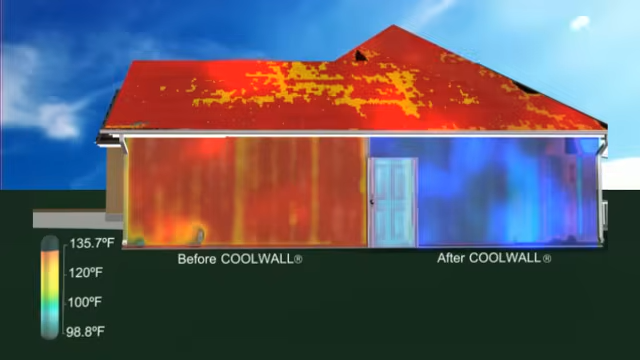 Before COOLWALL®
After COOLWALL®
135.7ºF
120ºF
100ºF
98.8ºF